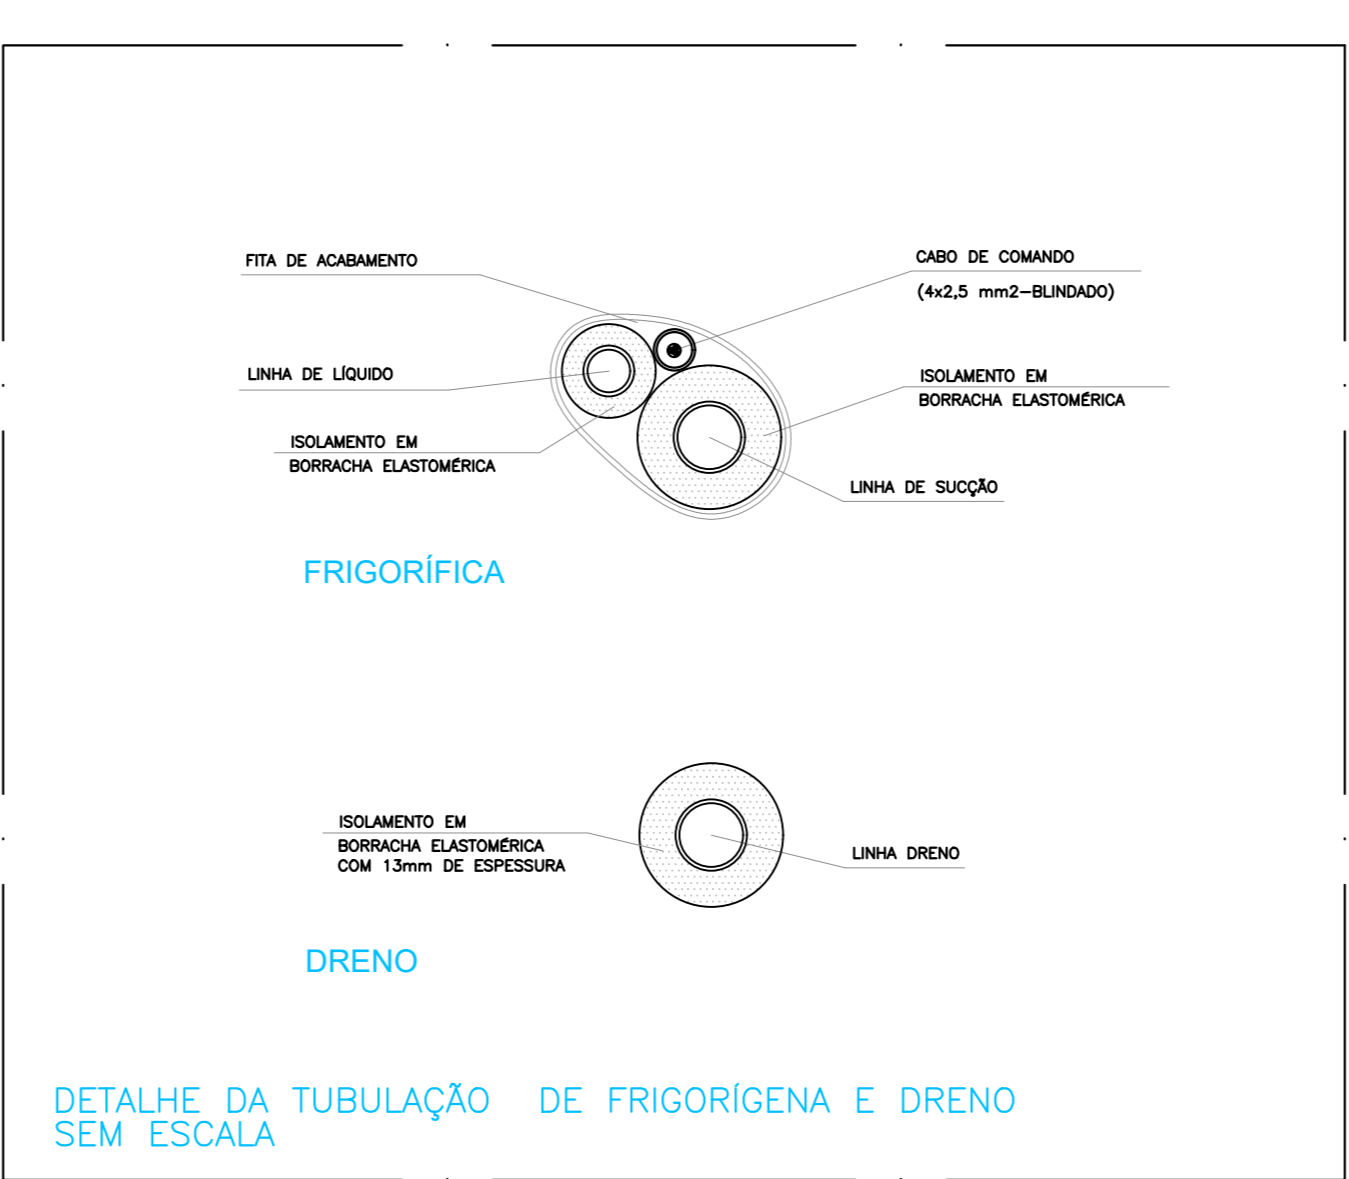 FITA DE ACABAMENTO
CABO DE COMANDO
(4x2,5 mm2-BLINDADO)
LINHA DE LÍQUIDO
ISOLAMENTO EM
BORRACHA ELASTOMÉRICA
ISOLAMENTO EM
BORRACHA ELASTOMÉRICA
LINHA DE SUCÇÃO
FRIGORÍFICA
ISOLAMENTO EM
BORRACHA ELASTOMÉRICA
COM 13mm DE ESPESSURA
LINHA DRENO
DRENO
DETALHE DA TUBULAÇÃO DE FRIGORÍGENA E DRENO
SEM ESCALA